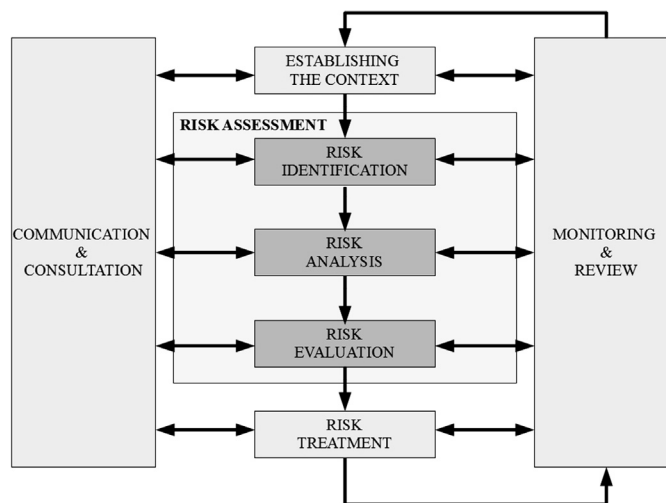 ESTABLISHING
THE CONTEXT
RISK ASSESSMENT
RISK
IDENTIFICATION
COMMUNICATION
&
CONSULTATION
RISK
ANALYSIS
MONITORING
&
REVIEW
RISK
EVALUATION
RISK
TREATMENT